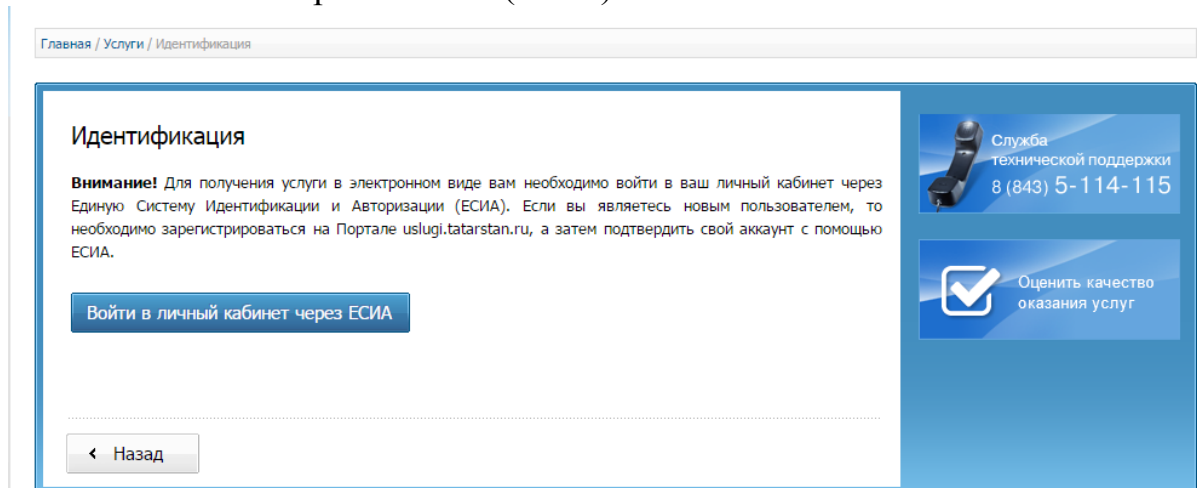 Главная / Услуги / Идентификация
Идентификация
Внимание! Для получения услуги в электронном виде вам необходимо войти в ваш личный кабинет через
Единую Систему Идентификации и Авторизации (ЕСИА). Если вы являетесь новым пользователем, то
необходимо зарегистрироваться на Портале uslugi.tatarstan.ru, а затем подтвердить свой аккаунт с помощью
ЕСИА.
Войти в личный кабинет через ЕСИА
Назад
Служба
технической поддержки
8 (843) 5-114-115
Оценить качество
оказания услуг